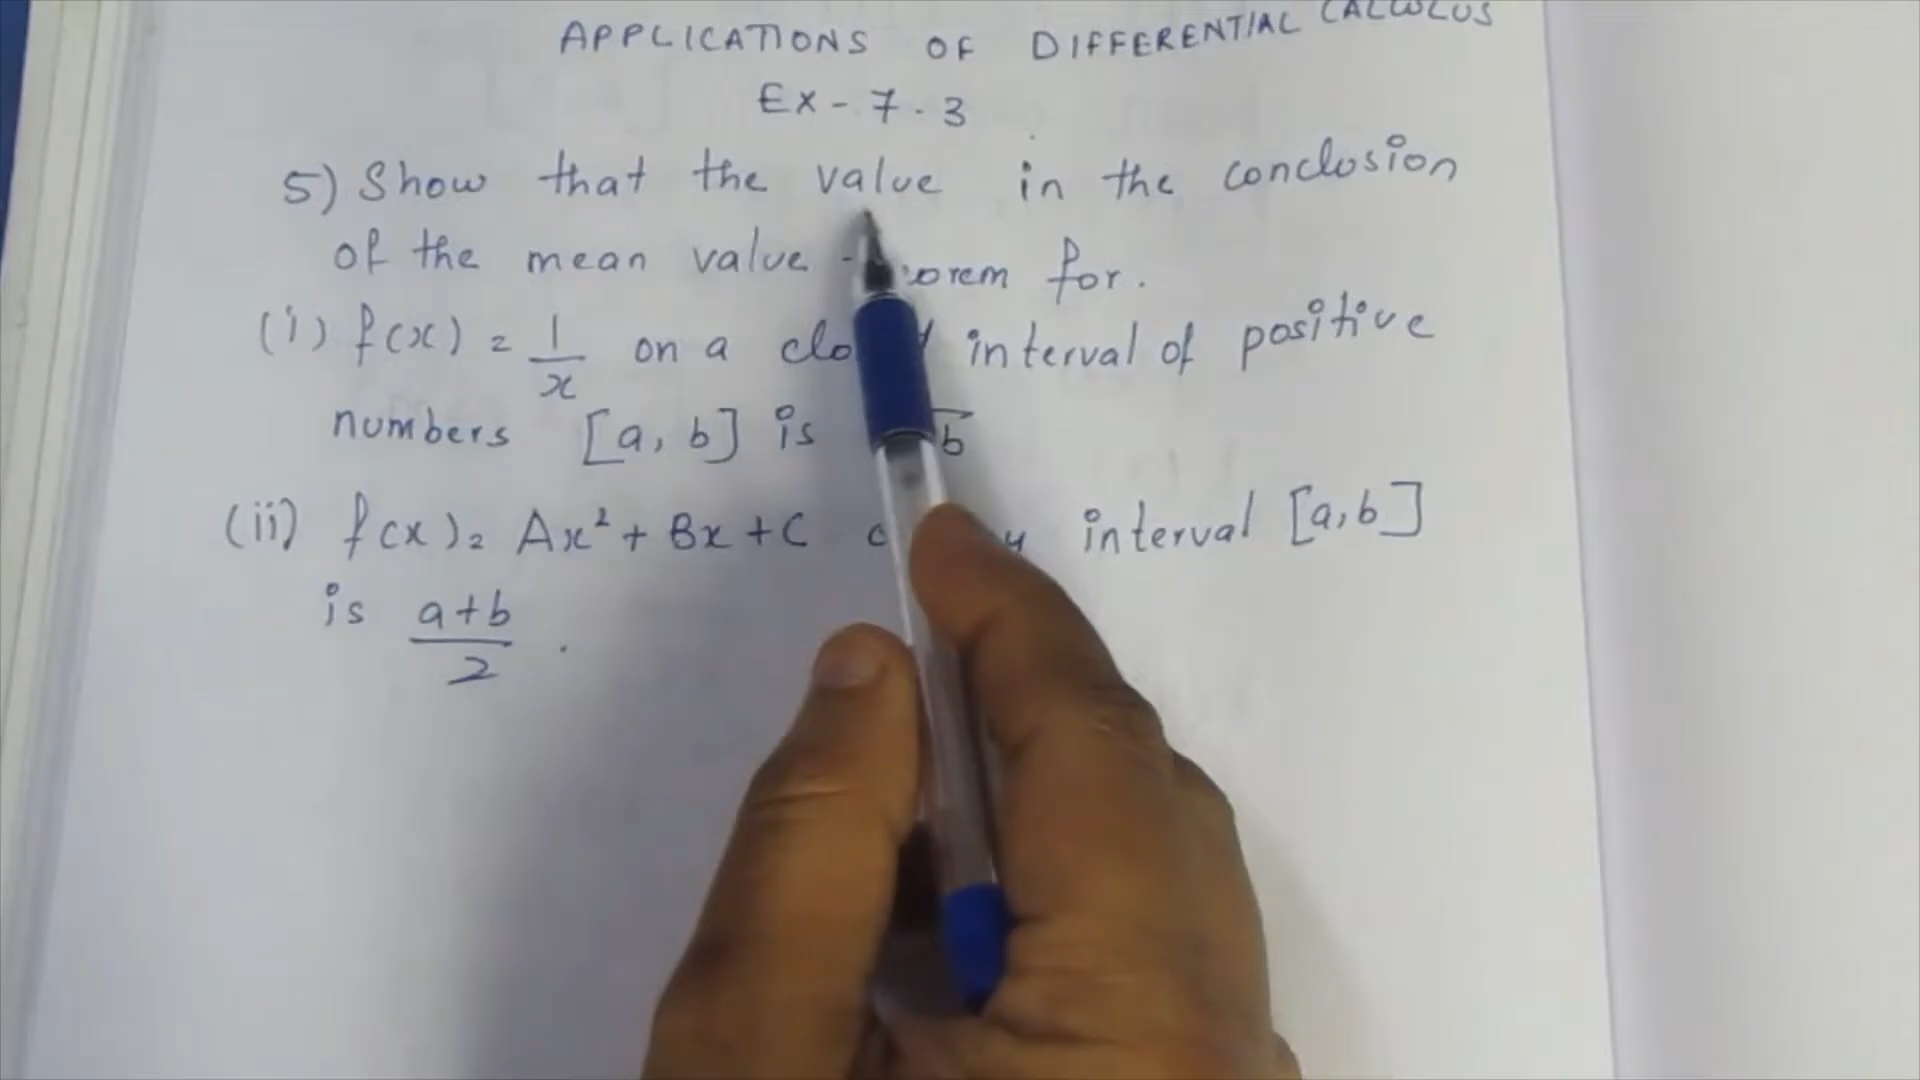 APPLICATIONS OF DIFFERENTIAL CALCULUS
Ex - 7.3
5) Show that the value in the conclusion
of the mean value for.
(i) f(x) = 1/x on a interval of positive
numbers [a, b] is b
(ii) f(x) = Ax² + Bx + C interval [a,b]
is a+b/2 .